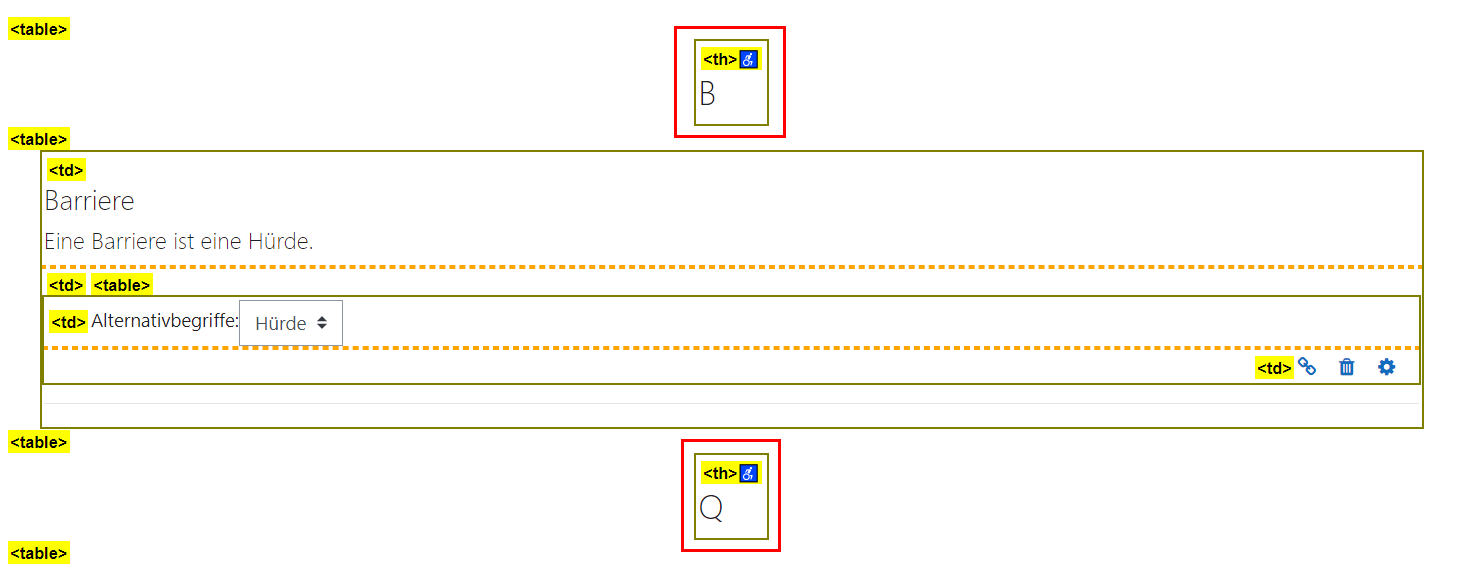 <table>
<th>
B
<table>
<td>
Barriere
Eine Barriere ist eine Hürde.
<td> <table>
<td> Alternativbegriffe: Hürde
<td>
<table>
<th>
Q
<table>